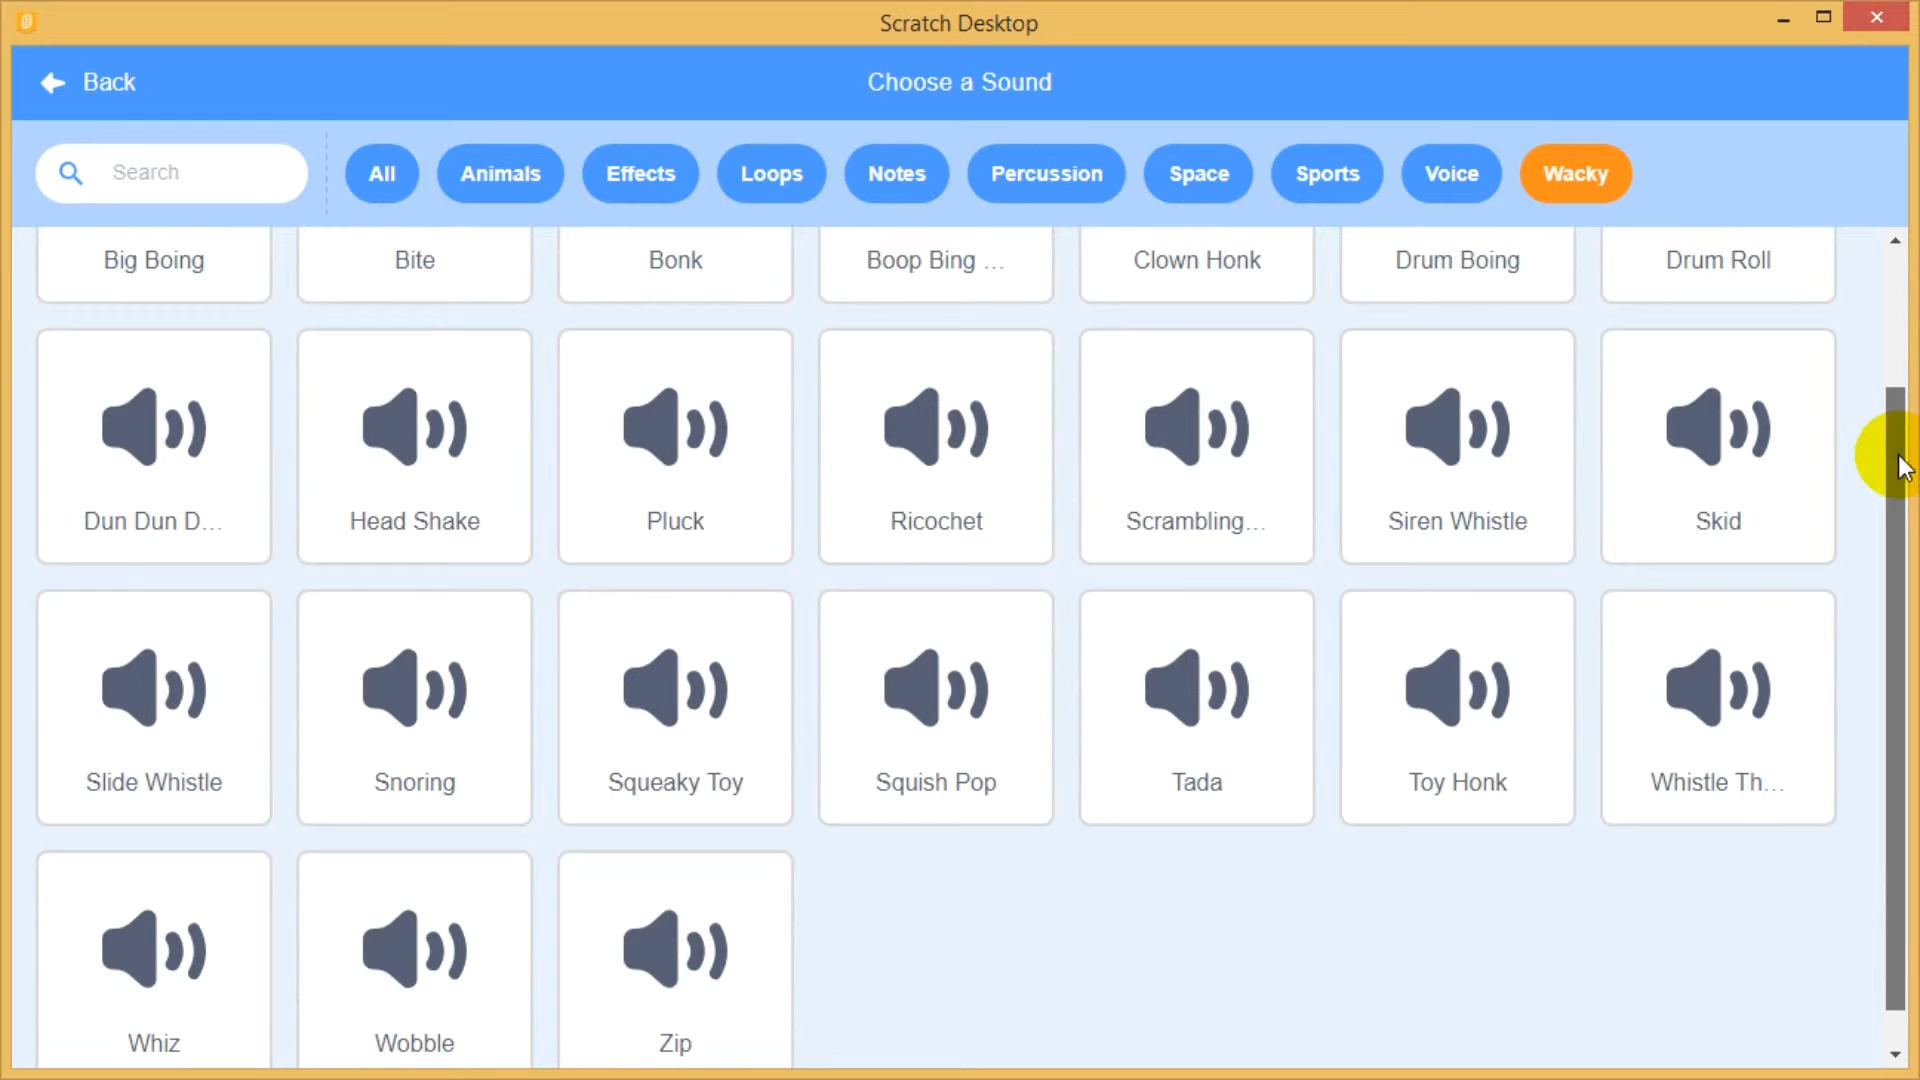 Scratch Desktop
Back
Choose a Sound
Search
All
Animals
Effects
Loops
Notes
Percussion
Space
Sports
Voice
Wacky
Big Boing
Bite
Bonk
Boop Bing ...
Clown Honk
Drum Boing
Drum Roll
Dun Dun D...
Head Shake
Pluck
Ricochet
Scrambling...
Siren Whistle
Skid
Slide Whistle
Snoring
Squeaky Toy
Squish Pop
Tada
Toy Honk
Whistle Th...
Whiz
Wobble
Zip